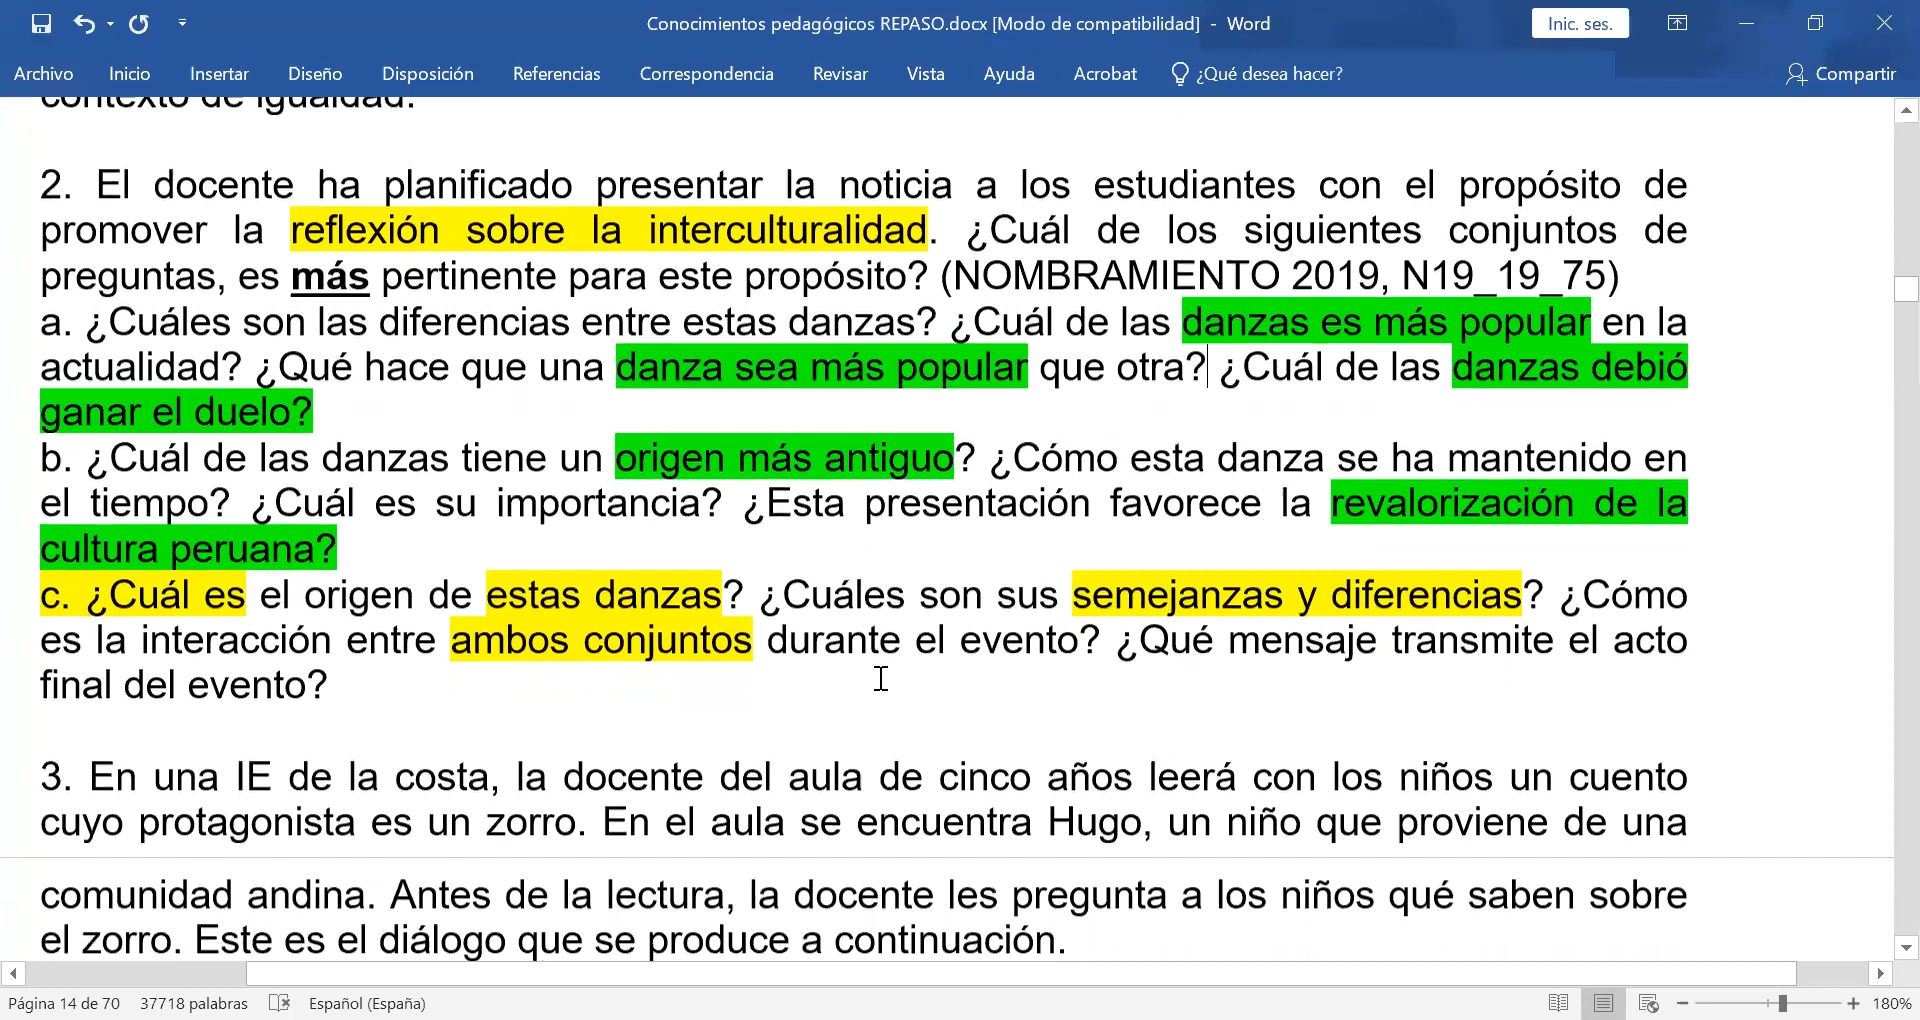 Conocimientos pedagógicos REPASO.docx [Modo de compatibilidad] - Word
Inic. ses.
Archivo Inicio Insertar Diseño Disposición Referencias Correspondencia Revisar Vista Ayuda Acrobat ¿Qué desea hacer? Compartir
contexto de igualdad.
2. El docente ha planificado presentar la noticia a los estudiantes con el propósito de
promover la reflexión sobre la interculturalidad. ¿Cuál de los siguientes conjuntos de
preguntas, es más pertinente para este propósito? (NOMBRAMIENTO 2019, N19_19_75)
a. ¿Cuáles son las diferencias entre estas danzas? ¿Cuál de las danzas es más popular en la
actualidad? ¿Qué hace que una danza sea más popular que otra? ¿Cuál de las danzas debió
ganar el duelo?
b. ¿Cuál de las danzas tiene un origen más antiguo? ¿Cómo esta danza se ha mantenido en
el tiempo? ¿Cuál es su importancia? ¿Esta presentación favorece la revalorización de la
cultura peruana?
c. ¿Cuál es el origen de estas danzas? ¿Cuáles son sus semejanzas y diferencias? ¿Cómo
es la interacción entre ambos conjuntos durante el evento? ¿Qué mensaje transmite el acto
final del evento?
3. En una IE de la costa, la docente del aula de cinco años leerá con los niños un cuento
cuyo protagonista es un zorro. En el aula se encuentra Hugo, un niño que proviene de una
comunidad andina. Antes de la lectura, la docente les pregunta a los niños qué saben sobre
el zorro. Este es el diálogo que se produce a continuación.
Página 14 de 70 37718 palabras Español (España) 180%